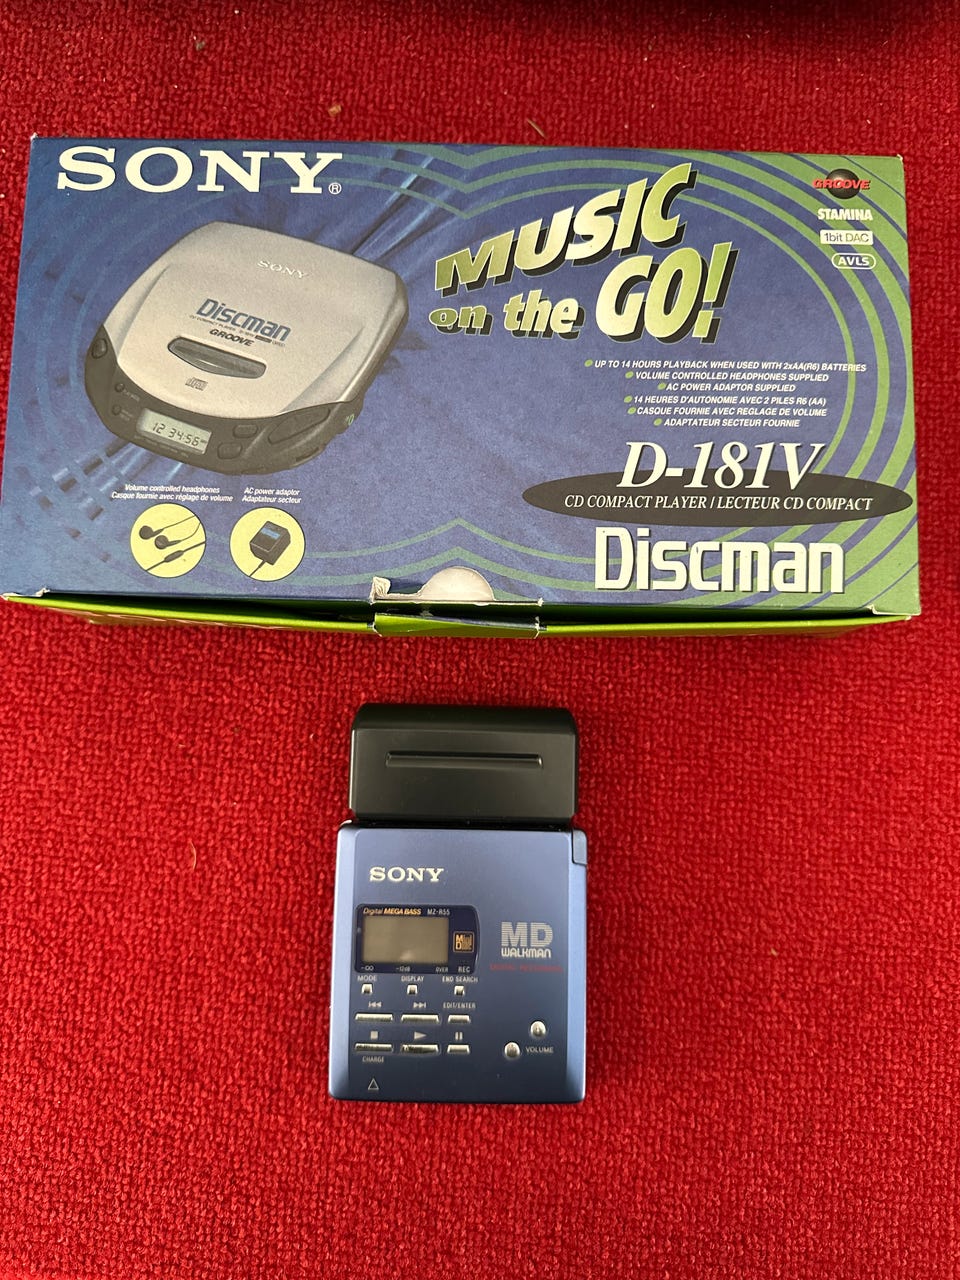 SONY®
GROOVE
STAMINA
1bit DAC
AVLS
MUSIC
on the GO!
SONY
Discman
GROOVE
12 34:56
UP TO 14 HOURS PLAYBACK WHEN USED WITH 2xAA(R6) BATTERIES
VOLUME CONTROLLED HEADPHONES SUPPLIED
AC POWER ADAPTOR SUPPLIED
14 HEURES D'AUTONOMIE AVEC 2 PILES R6 (AA)
CASQUE FOURNIE AVEC REGLAGE DE VOLUME
ADAPTATEUR SECTEUR FOURNIE
D-181V
CD COMPACT PLAYER / LECTEUR CD COMPACT
Discman
Volume controlled headphones
Casque fournie avec réglage de volume
AC power adaptor
Adaptateur secteur
SONY
Digital MEGA BASS MZ-R55
MD
WALKMAN
-∞ -12dB OVER REC
MODE DISPLAY END SEARCH
EDIT/ENTER
CHARGE
VOLUME